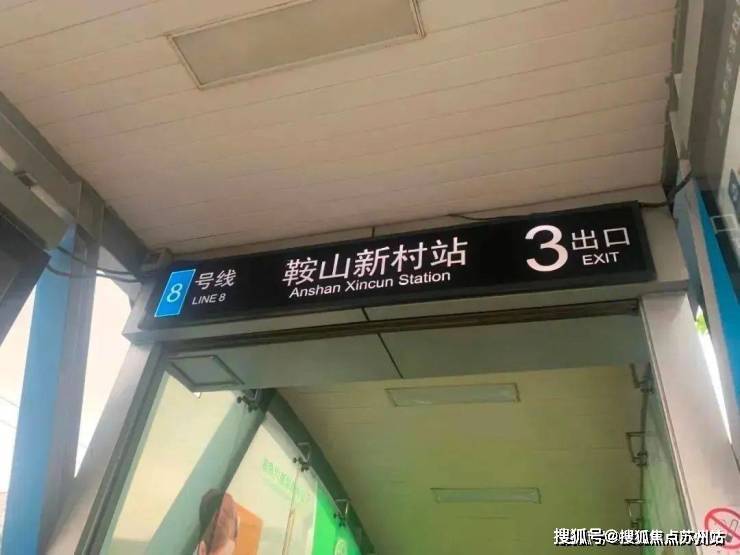 8 号线
LINE 8
鞍山新村站
Anshan Xincun Station
3 出口
EXIT
搜狐号@搜狐焦点苏州站